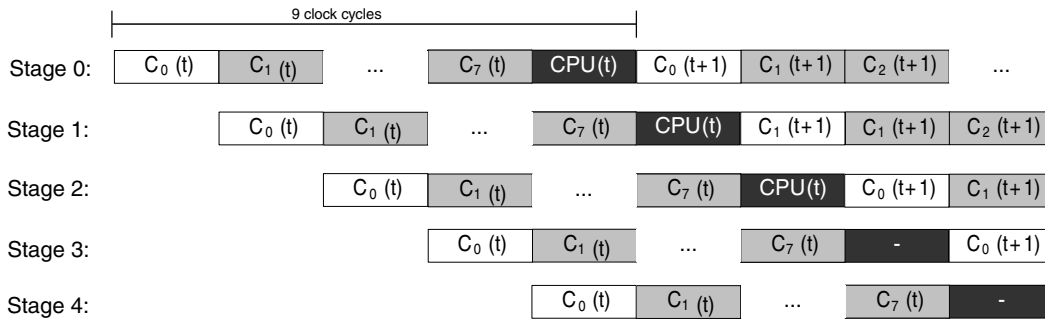 9 clock cycles
Stage 0: C₀ (t) C₁ (t) ... C₇ (t) CPU(t) C₀ (t+1) C₁ (t+1) C₂ (t+1) ...
Stage 1: C₀ (t) C₁ (t) ... C₇ (t) CPU(t) C₁ (t+1) C₁ (t+1) C₂ (t+1)
Stage 2: C₀ (t) C₁ (t) ... C₇ (t) CPU(t) C₀ (t+1) C₁ (t+1)
Stage 3: C₀ (t) C₁ (t) ... C₇ (t) - C₀ (t+1)
Stage 4: C₀ (t) C₁ (t) ... C₇ (t) -